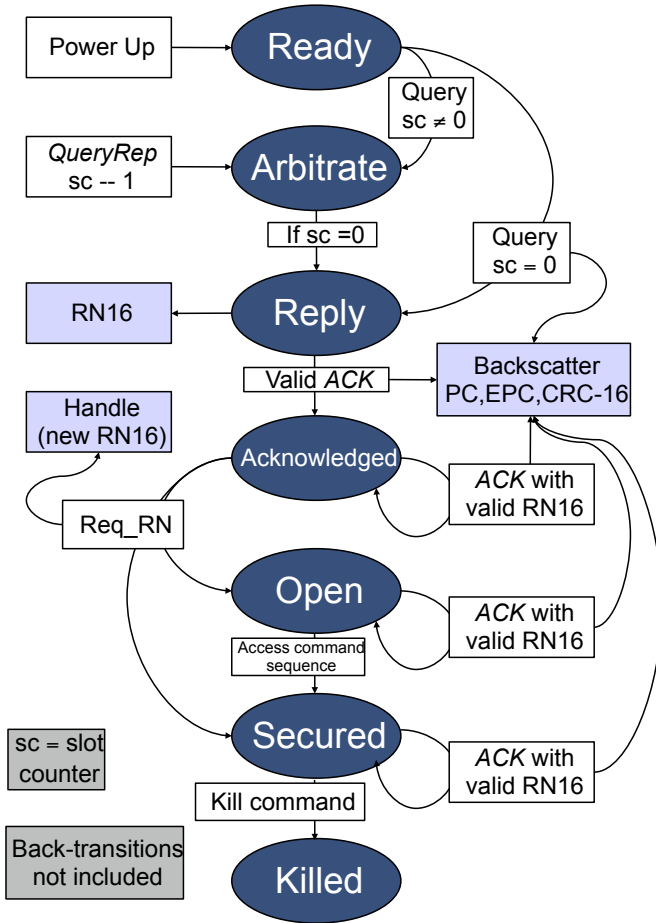 Power Up
Ready
Query
sc ≠ 0
QueryRep
sc -- 1
Arbitrate
If sc =0
Query
sc = 0
RN16
Reply
Valid ACK
Backscatter
PC,EPC,CRC-16
Handle
(new RN16)
Acknowledged
ACK with
valid RN16
Req_RN
Open
ACK with
valid RN16
Access command
sequence
Secured
sc = slot
counter
ACK with
valid RN16
Kill command
Back-transitions
not included
Killed